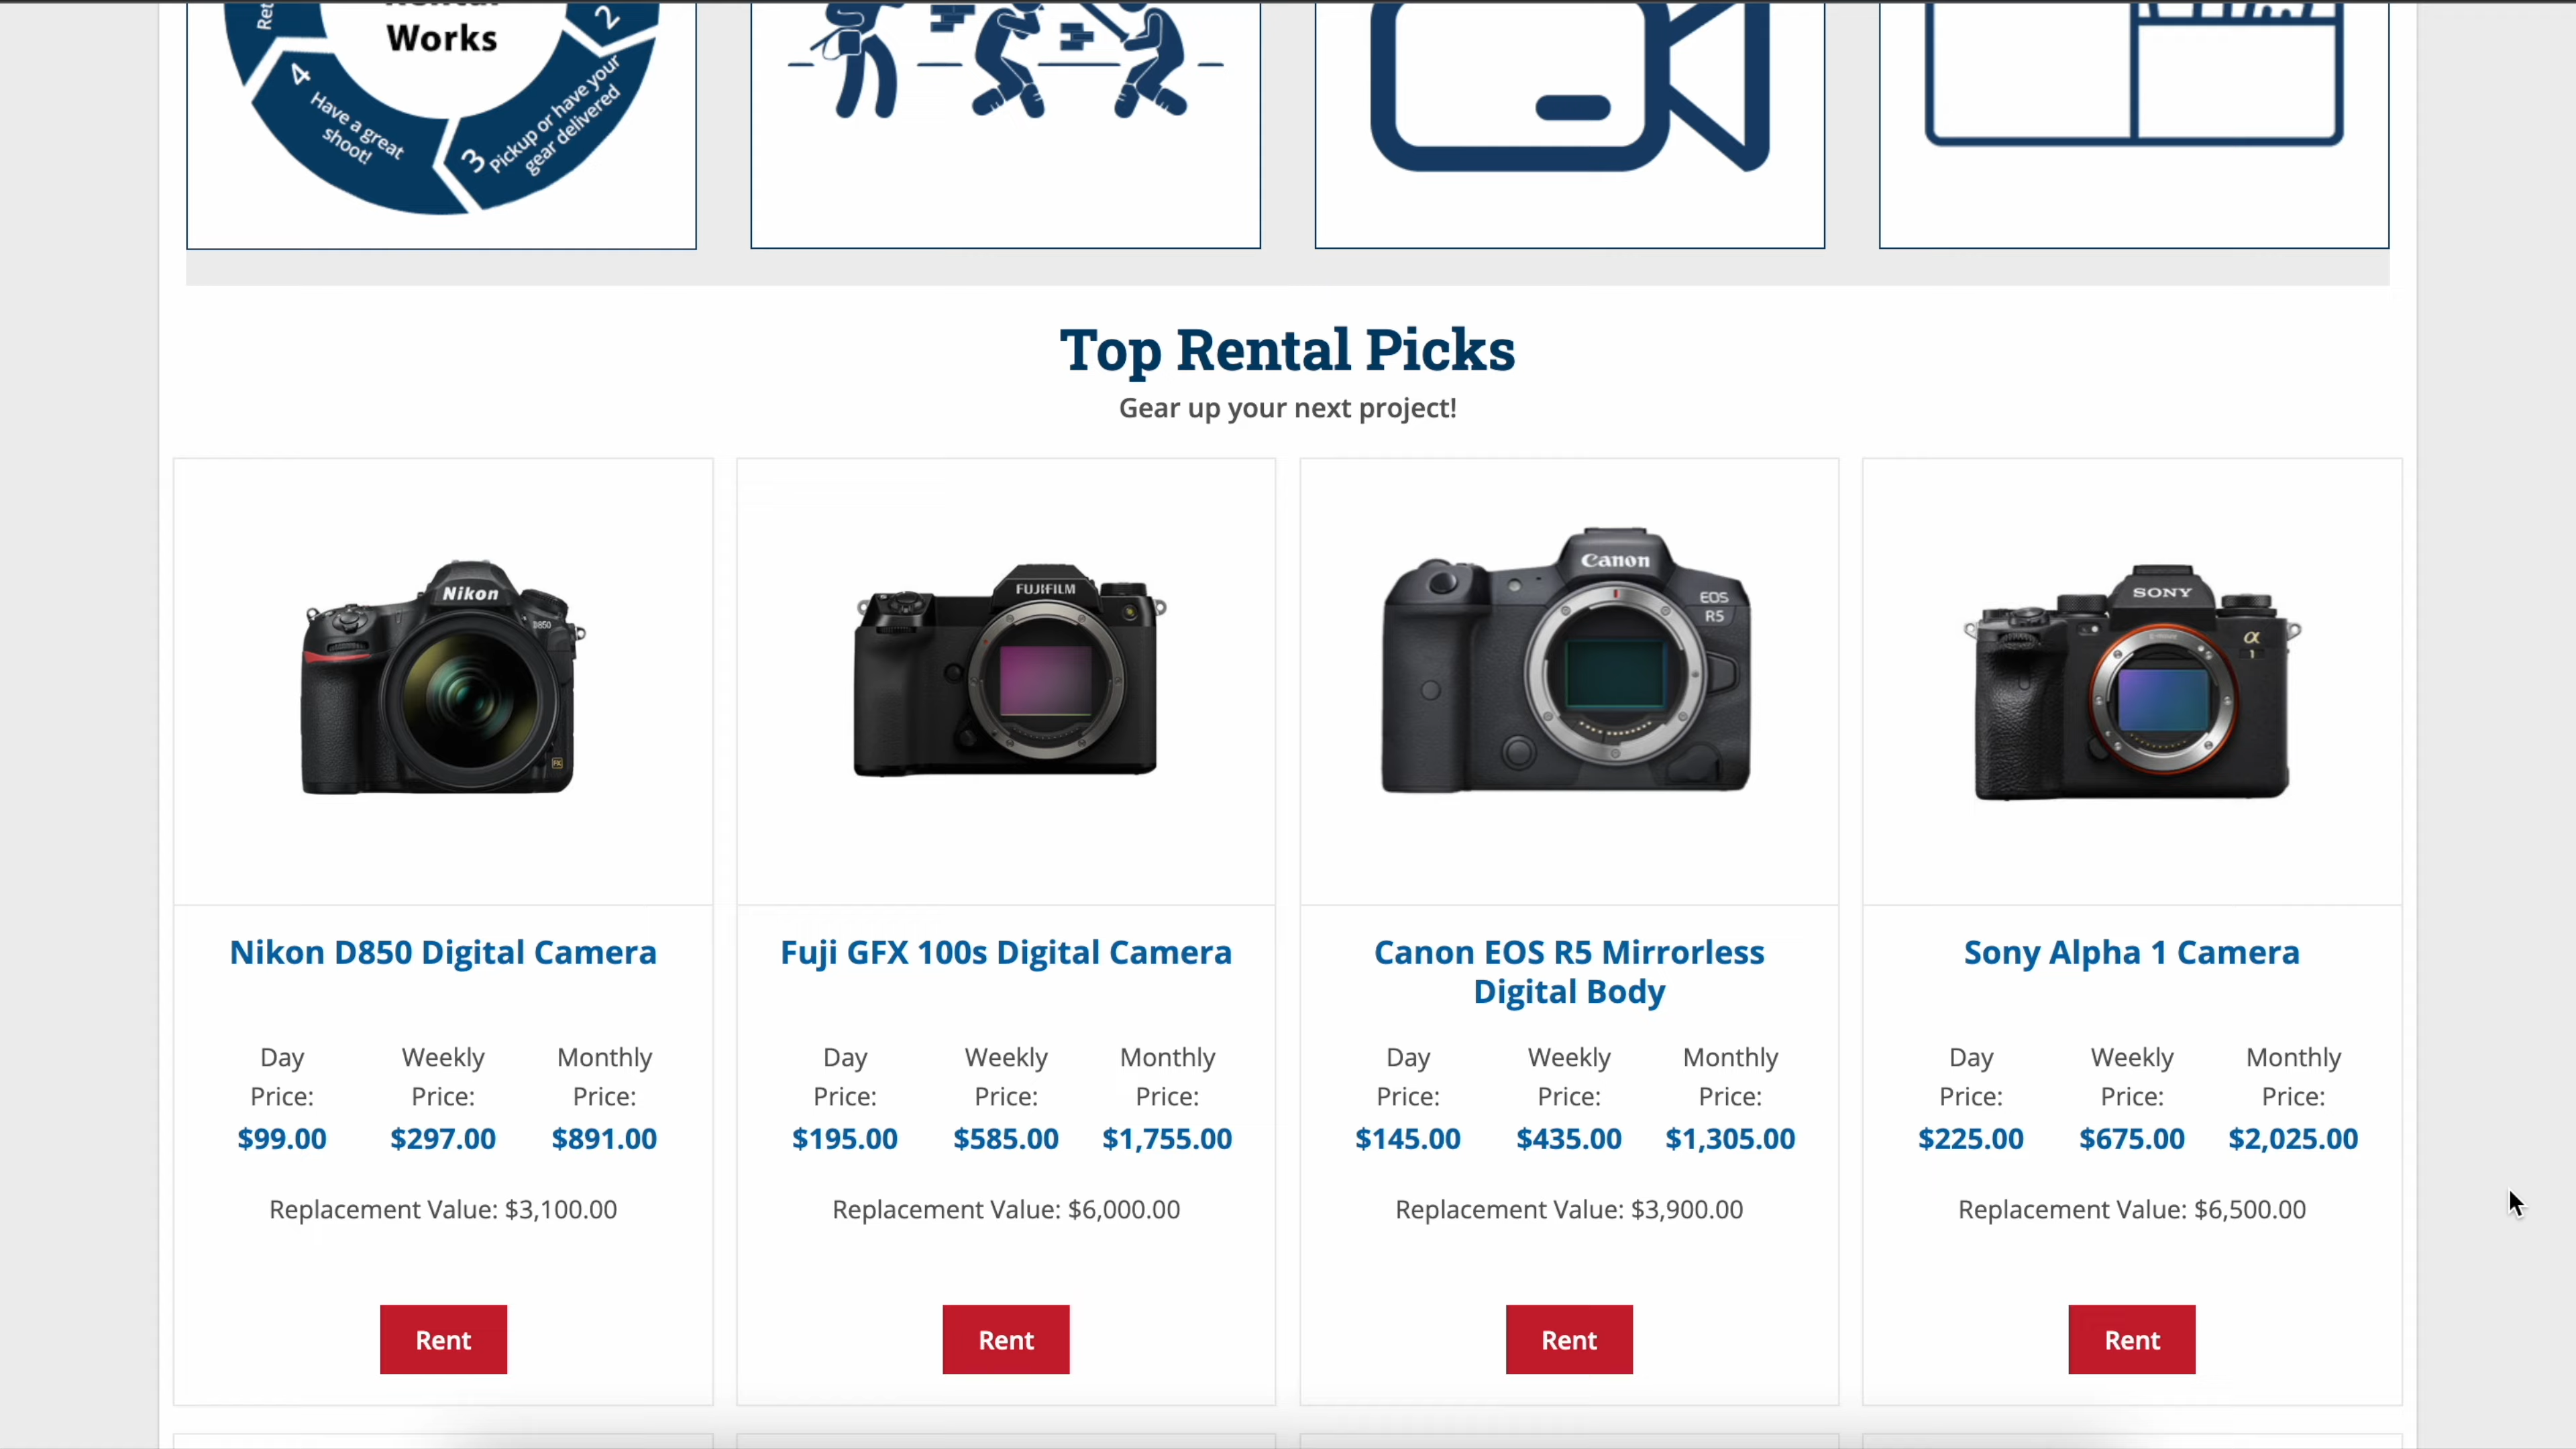 Works
2
4
Have a great
shoot!
3
Pickup or have your
gear delivered
Top Rental Picks
Gear up your next project!
Nikon
D850
FX
FUJIFILM
Canon
EOS
R5
SONY
α
1
Nikon D850 Digital Camera
Day Price:
$99.00
Weekly Price:
$297.00
Monthly Price:
$891.00
Replacement Value: $3,100.00
Rent
Fuji GFX 100s Digital Camera
Day Price:
$195.00
Weekly Price:
$585.00
Monthly Price:
$1,755.00
Replacement Value: $6,000.00
Rent
Canon EOS R5 Mirrorless
Digital Body
Day Price:
$145.00
Weekly Price:
$435.00
Monthly Price:
$1,305.00
Replacement Value: $3,900.00
Rent
Sony Alpha 1 Camera
Day Price:
$225.00
Weekly Price:
$675.00
Monthly Price:
$2,025.00
Replacement Value: $6,500.00
Rent